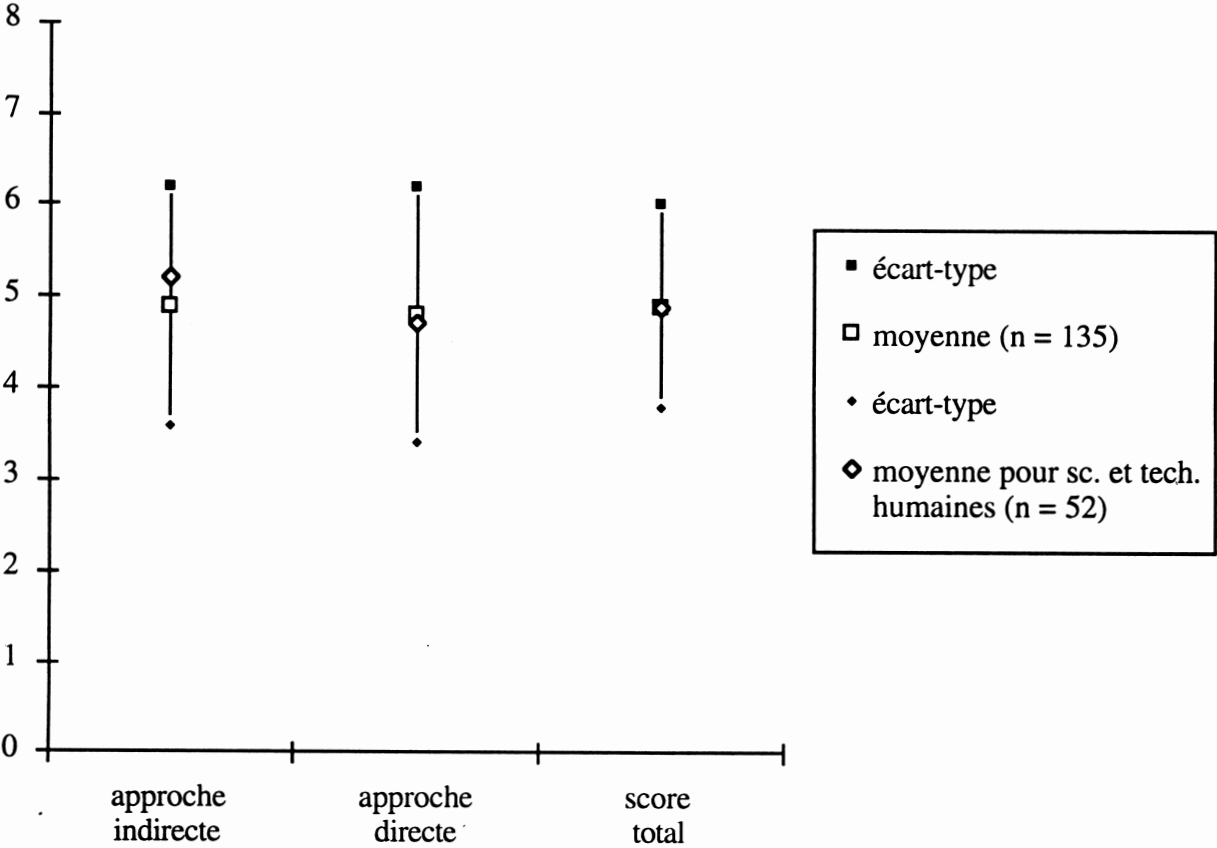 8
7
6
5
4
3
2
1
0
approche
indirecte
approche
directe
score
total
écart-type
moyenne (n = 135)
écart-type
moyenne pour sc. et tech.
humaines (n = 52)